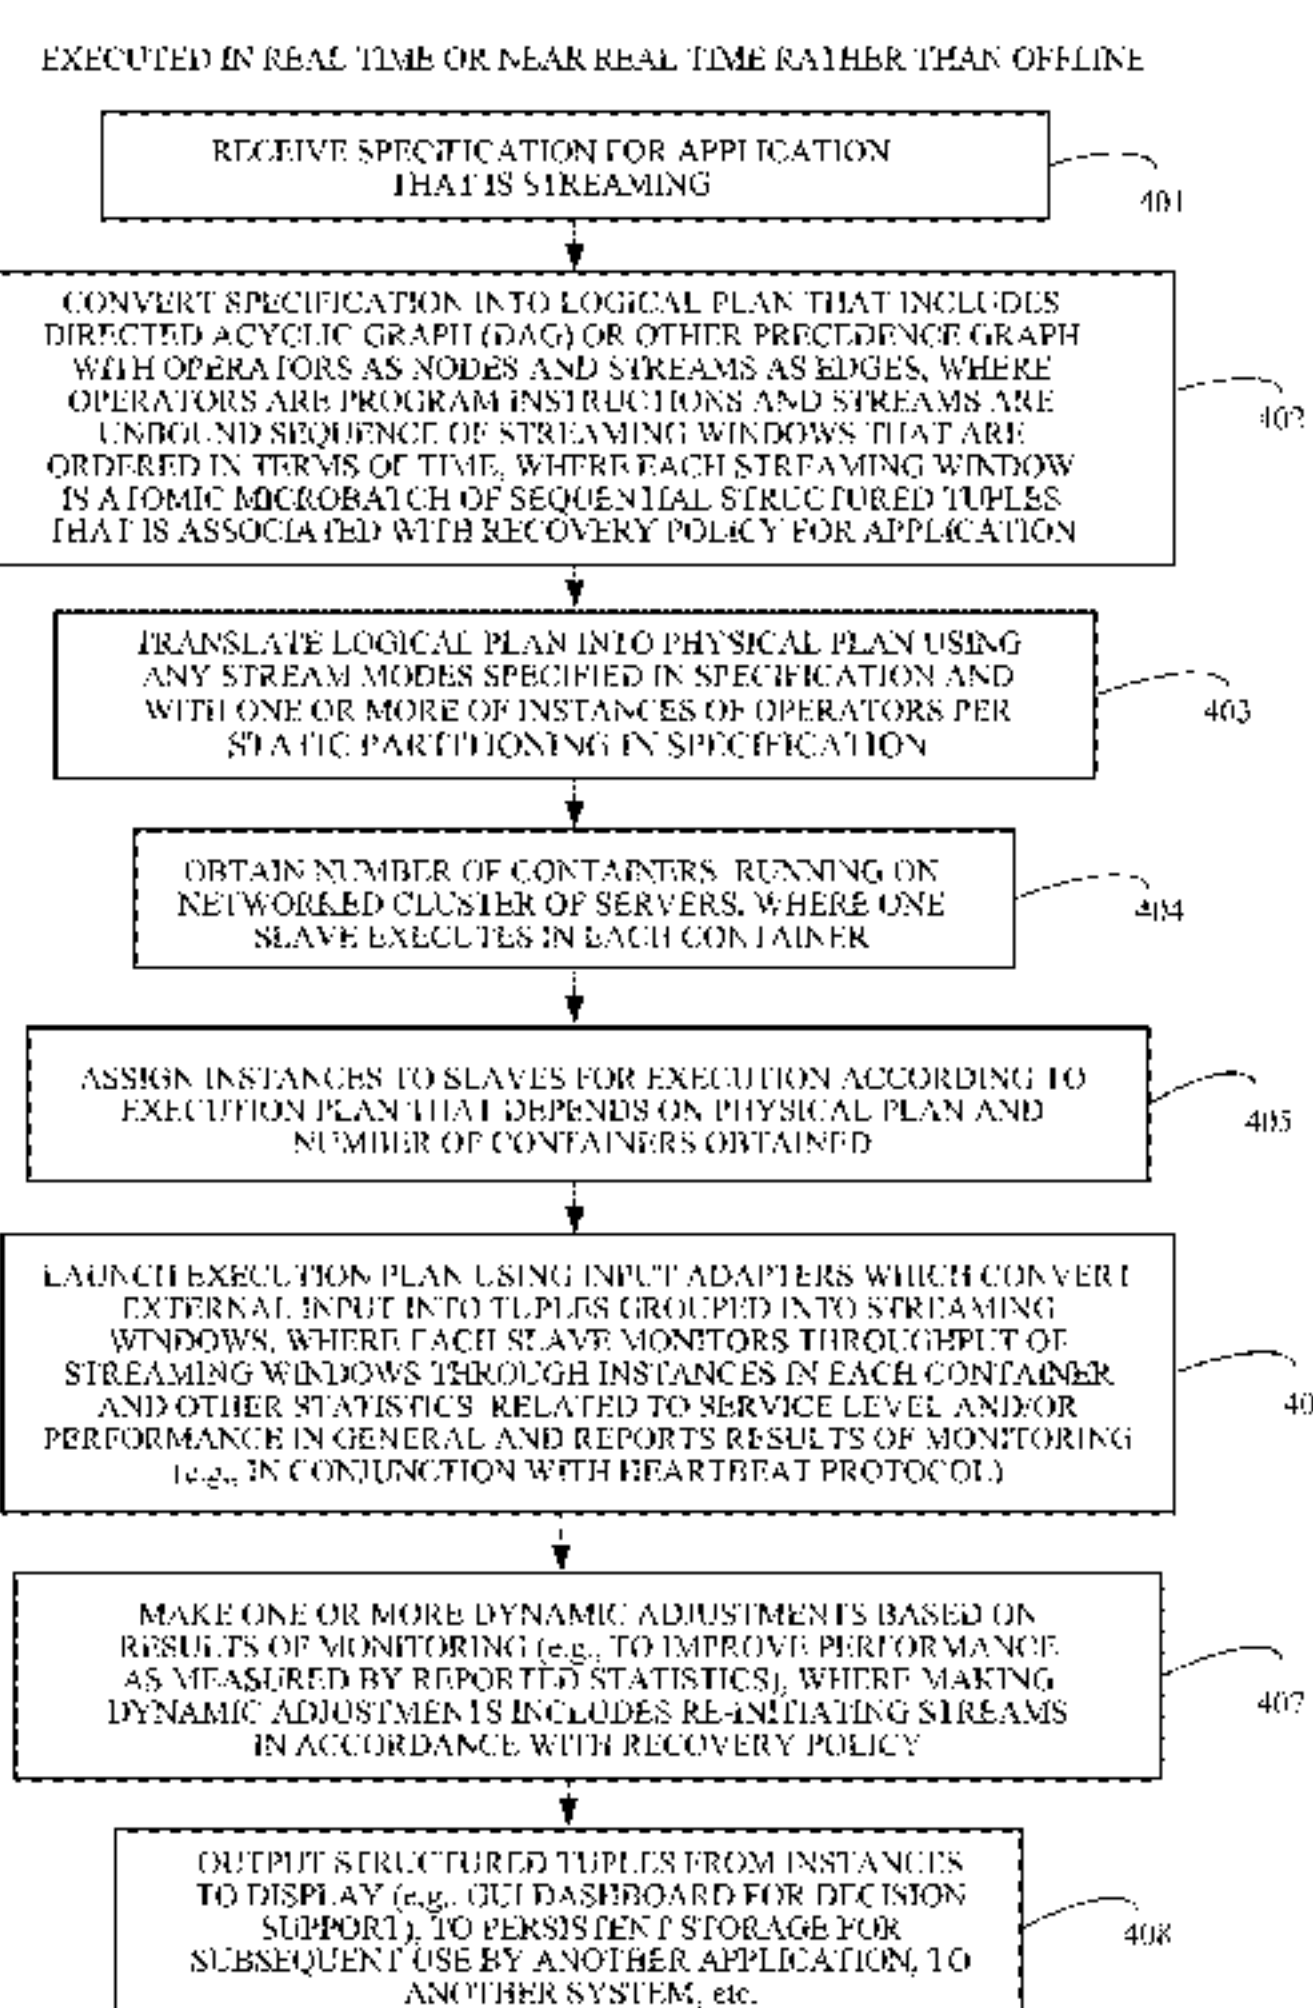 EXECUTED IN REAL TIME OR NEAR REAL TIME RATHER THAN OFFLINE
RECEIVE SPECIFICATION FOR APPLICATION
THAT IS STREAMING
401
CONVERT SPECIFICATION INTO LOGICAL PLAN THAT INCLUDES
DIRECTED ACYCLIC GRAPH (DAG) OR OTHER PRECEDENCE GRAPH
WITH OPERATORS AS NODES AND STREAMS AS EDGES, WHERE
OPERATORS ARE PROGRAM INSTRUCTIONS AND STREAMS ARE
UNBOUND SEQUENCE OF STREAMING WINDOWS THAT ARE
ORDERED IN TERMS OF TIME, WHERE EACH STREAMING WINDOW
IS ATOMIC MICROBATCH OF SEQUENTIAL STRUCTURED TUPLES
THAT IS ASSOCIATED WITH RECOVERY POLICY FOR APPLICATION
402
TRANSLATE LOGICAL PLAN INTO PHYSICAL PLAN USING
ANY STREAM MODES SPECIFIED IN SPECIFICATION AND
WITH ONE OR MORE OF INSTANCES OF OPERATORS PER
STATIC PARTITIONING IN SPECIFICATION
403
OBTAIN NUMBER OF CONTAINERS RUNNING ON
NETWORKED CLUSTER OF SERVERS, WHERE ONE
SLAVE EXECUTES IN EACH CONTAINER
404
ASSIGN INSTANCES TO SLAVES FOR EXECUTION ACCORDING TO
EXECUTION PLAN THAT DEPENDS ON PHYSICAL PLAN AND
NUMBER OF CONTAINERS OBTAINED
405
LAUNCH EXECUTION PLAN USING INPUT ADAPTERS WHICH CONVERT
EXTERNAL INPUT INTO TUPLES GROUPED INTO STREAMING
WINDOWS, WHERE EACH SLAVE MONITORS THROUGHPUT OF
STREAMING WINDOWS THROUGH INSTANCES IN EACH CONTAINER
AND OTHER STATISTICS RELATED TO SERVICE LEVEL AND/OR
PERFORMANCE IN GENERAL AND REPORTS RESULTS OF MONITORING
(e.g., IN CONJUNCTION WITH HEARTBEAT PROTOCOL)
40
MAKE ONE OR MORE DYNAMIC ADJUSTMENTS BASED ON
RESULTS OF MONITORING (e.g., TO IMPROVE PERFORMANCE
AS MEASURED BY REPORTED STATISTICS), WHERE MAKING
DYNAMIC ADJUSTMENTS INCLUDES RE-INITIATING STREAMS
IN ACCORDANCE WITH RECOVERY POLICY
407
OUTPUT STRUCTURED TUPLES FROM INSTANCES
TO DISPLAY (e.g., GUI DASHBOARD FOR DECISION
SUPPORT), TO PERSISTENT STORAGE FOR
SUBSEQUENT USE BY ANOTHER APPLICATION, TO
ANOTHER SYSTEM, etc.
408